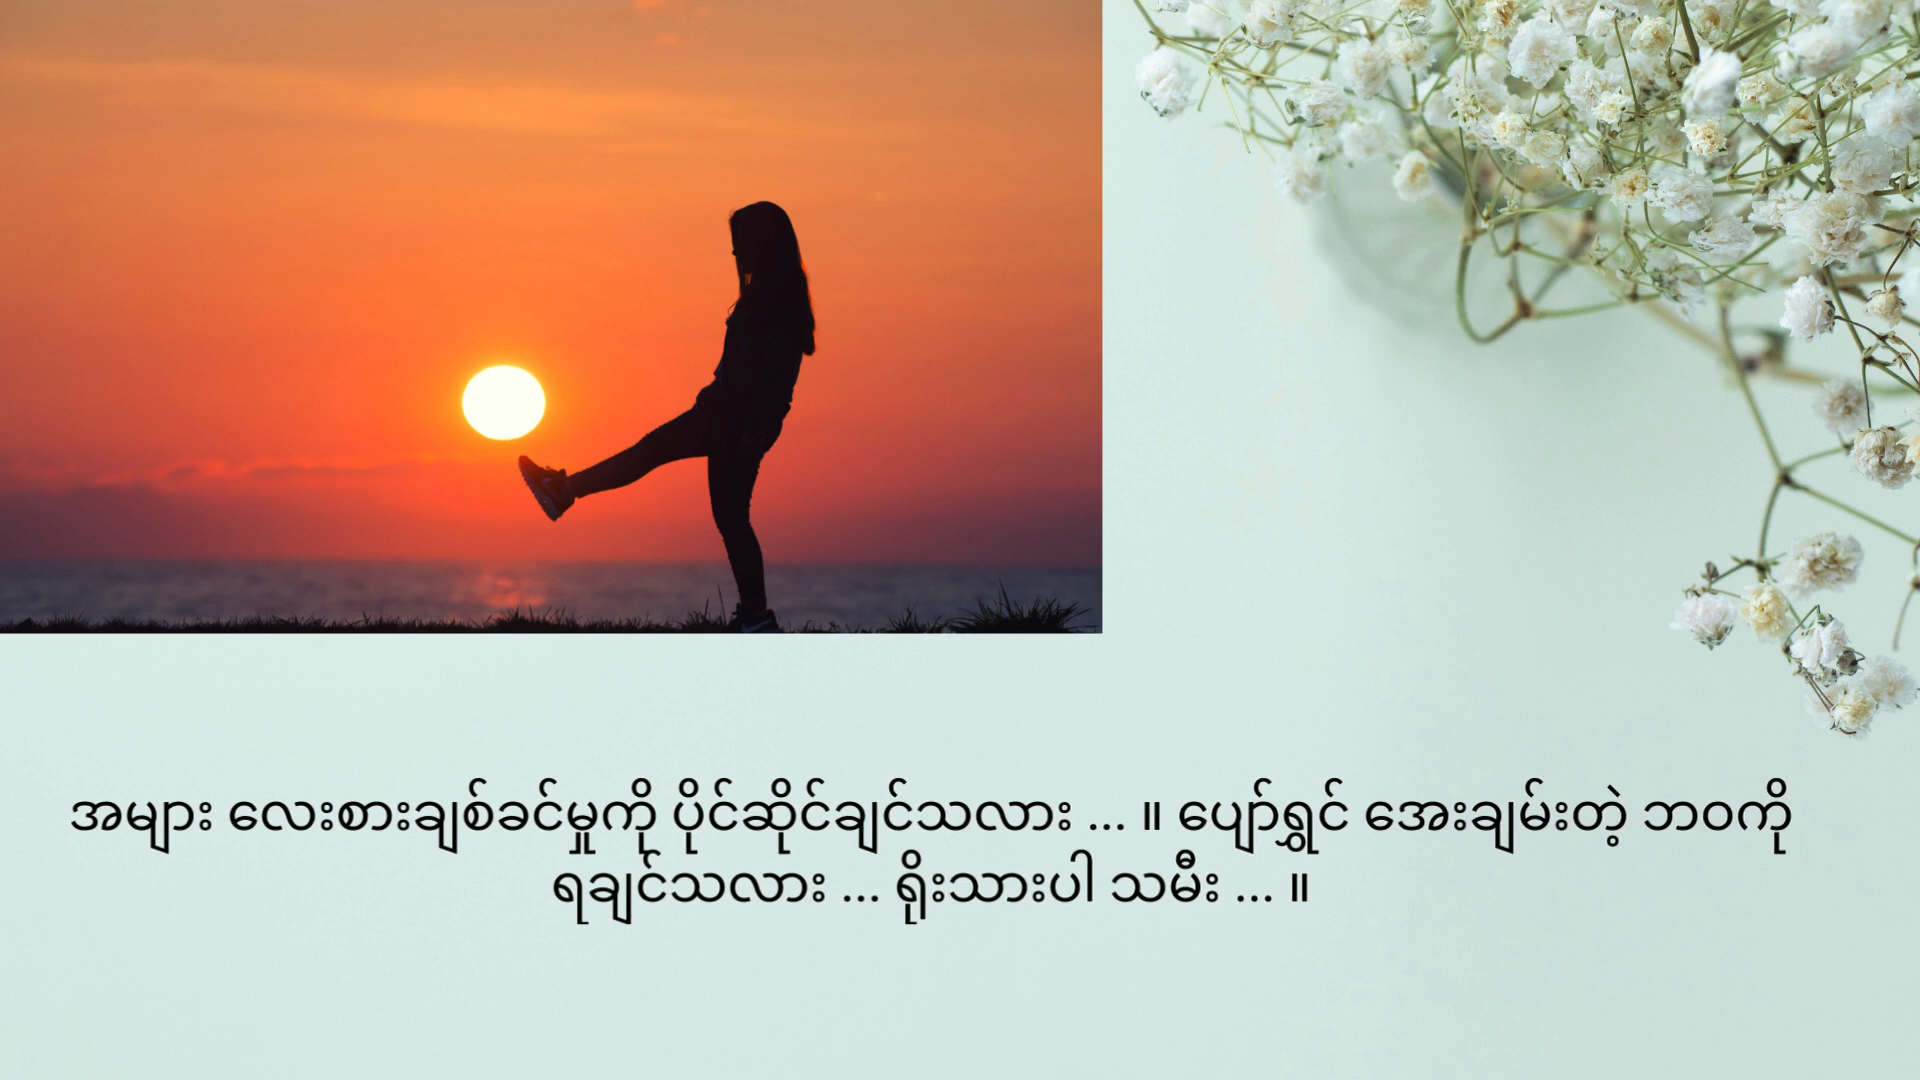 အများ လေးစားချစ်ခင်မှုကို ပိုင်ဆိုင်ချင်သလား ... ။ ပျော်ရွှင် အေးချမ်းတဲ့ ဘဝကို
ရချင်သလား ... ရိုးသားပါ သမီး ... ။